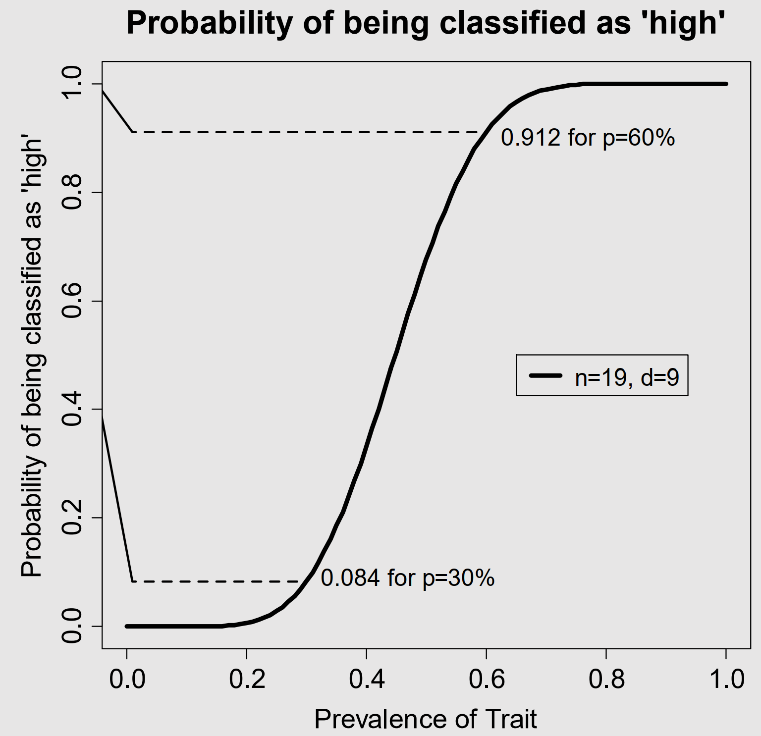 Probability of being classified as 'high'
Probability of being classified as 'high'
1.0
0.8
0.6
0.4
0.2
0.0
0.912 for p=60%
n=19, d=9
0.084 for p=30%
0.0 0.2 0.4 0.6 0.8 1.0
Prevalence of Trait